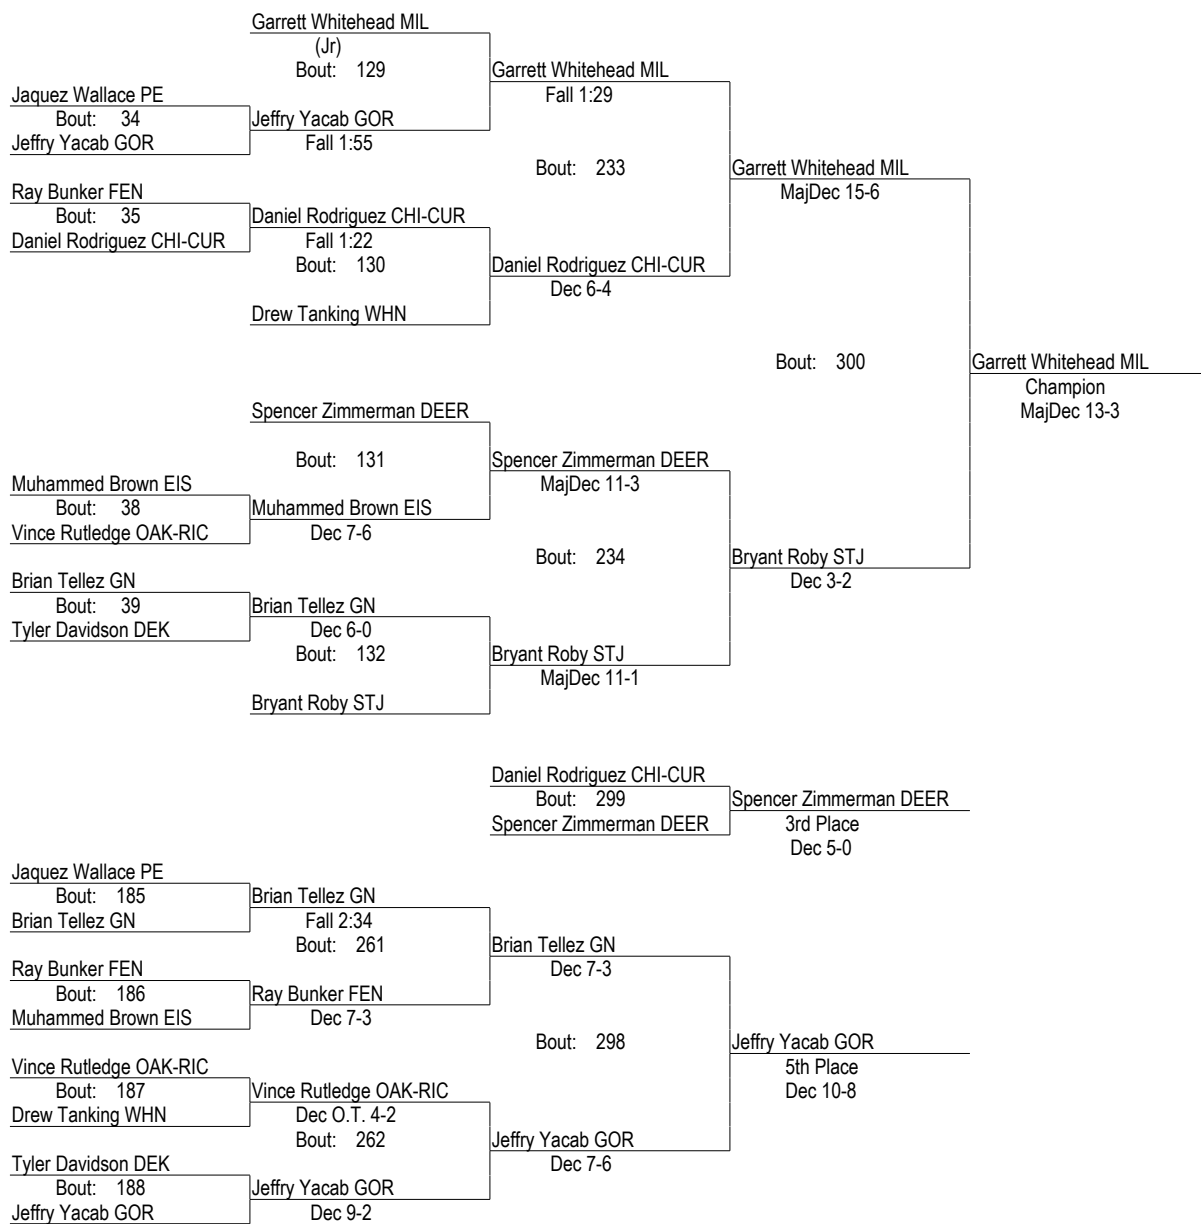 Garrett Whitehead MIL
(Jr)
Bout: 129
Garrett Whitehead MIL
Jaquez Wallace PE
Fall 1:29
Bout: 34
Jeffry Yacab GOR
Jeffry Yacab GOR
Fall 1:55
Bout: 233
Garrett Whitehead MIL
Ray Bunker FEN
MajDec 15-6
Bout: 35
Daniel Rodriguez CHI-CUR
Daniel Rodriguez CHI-CUR
Fall 1:22
Bout: 130
Daniel Rodriguez CHI-CUR
Dec 6-4
Drew Tanking WHN
Bout: 300
Garrett Whitehead MIL
Champion
Spencer Zimmerman DEER
MajDec 13-3
Bout: 131
Spencer Zimmerman DEER
Muhammed Brown EIS
MajDec 11-3
Bout: 38
Muhammed Brown EIS
Vince Rutledge OAK-RIC
Dec 7-6
Bout: 234
Bryant Roby STJ
Brian Tellez GN
Dec 3-2
Bout: 39
Brian Tellez GN
Tyler Davidson DEK
Dec 6-0
Bout: 132
Bryant Roby STJ
MajDec 11-1
Bryant Roby STJ
Daniel Rodriguez CHI-CUR
Bout: 299
Spencer Zimmerman DEER
Spencer Zimmerman DEER
3rd Place
Dec 5-0
Jaquez Wallace PE
Bout: 185
Brian Tellez GN
Brian Tellez GN
Fall 2:34
Bout: 261
Brian Tellez GN
Ray Bunker FEN
Dec 7-3
Bout: 186
Ray Bunker FEN
Muhammed Brown EIS
Dec 7-3
Bout: 298
Jeffry Yacab GOR
Vince Rutledge OAK-RIC
5th Place
Bout: 187
Vince Rutledge OAK-RIC
Dec 10-8
Drew Tanking WHN
Dec O.T. 4-2
Bout: 262
Jeffry Yacab GOR
Tyler Davidson DEK
Dec 7-6
Bout: 188
Jeffry Yacab GOR
Jeffry Yacab GOR
Dec 9-2